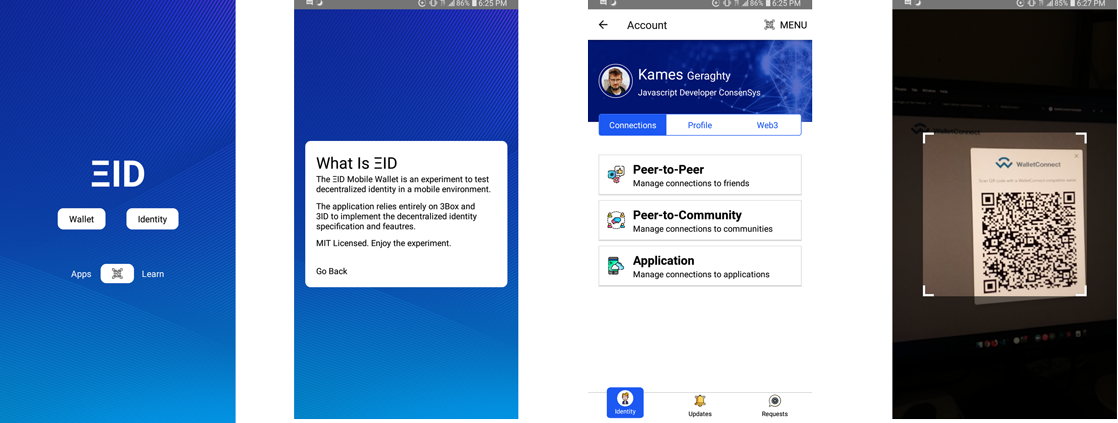 ΞID
Wallet
Identity
Apps
Learn
86% 6:25 PM
What Is ΞID
The ΞID Mobile Wallet is an experiment to test
decentralized identity in a mobile environment.
The application relies entirely on 3Box and
3ID to implement the decentralized identity
specification and feautres.
MIT Licensed. Enjoy the experiment.
Go Back
86% 6:25 PM
Account
MENU
Kames Geraghty
Javascript Developer ConsenSys
Connections
Profile
Web3
Peer-to-Peer
Manage connections to friends
Peer-to-Community
Manage connections to communities
Application
Manage connections to applications
Identity
Updates
Requests
85% 6:27 PM
WalletConnect
WalletConnect